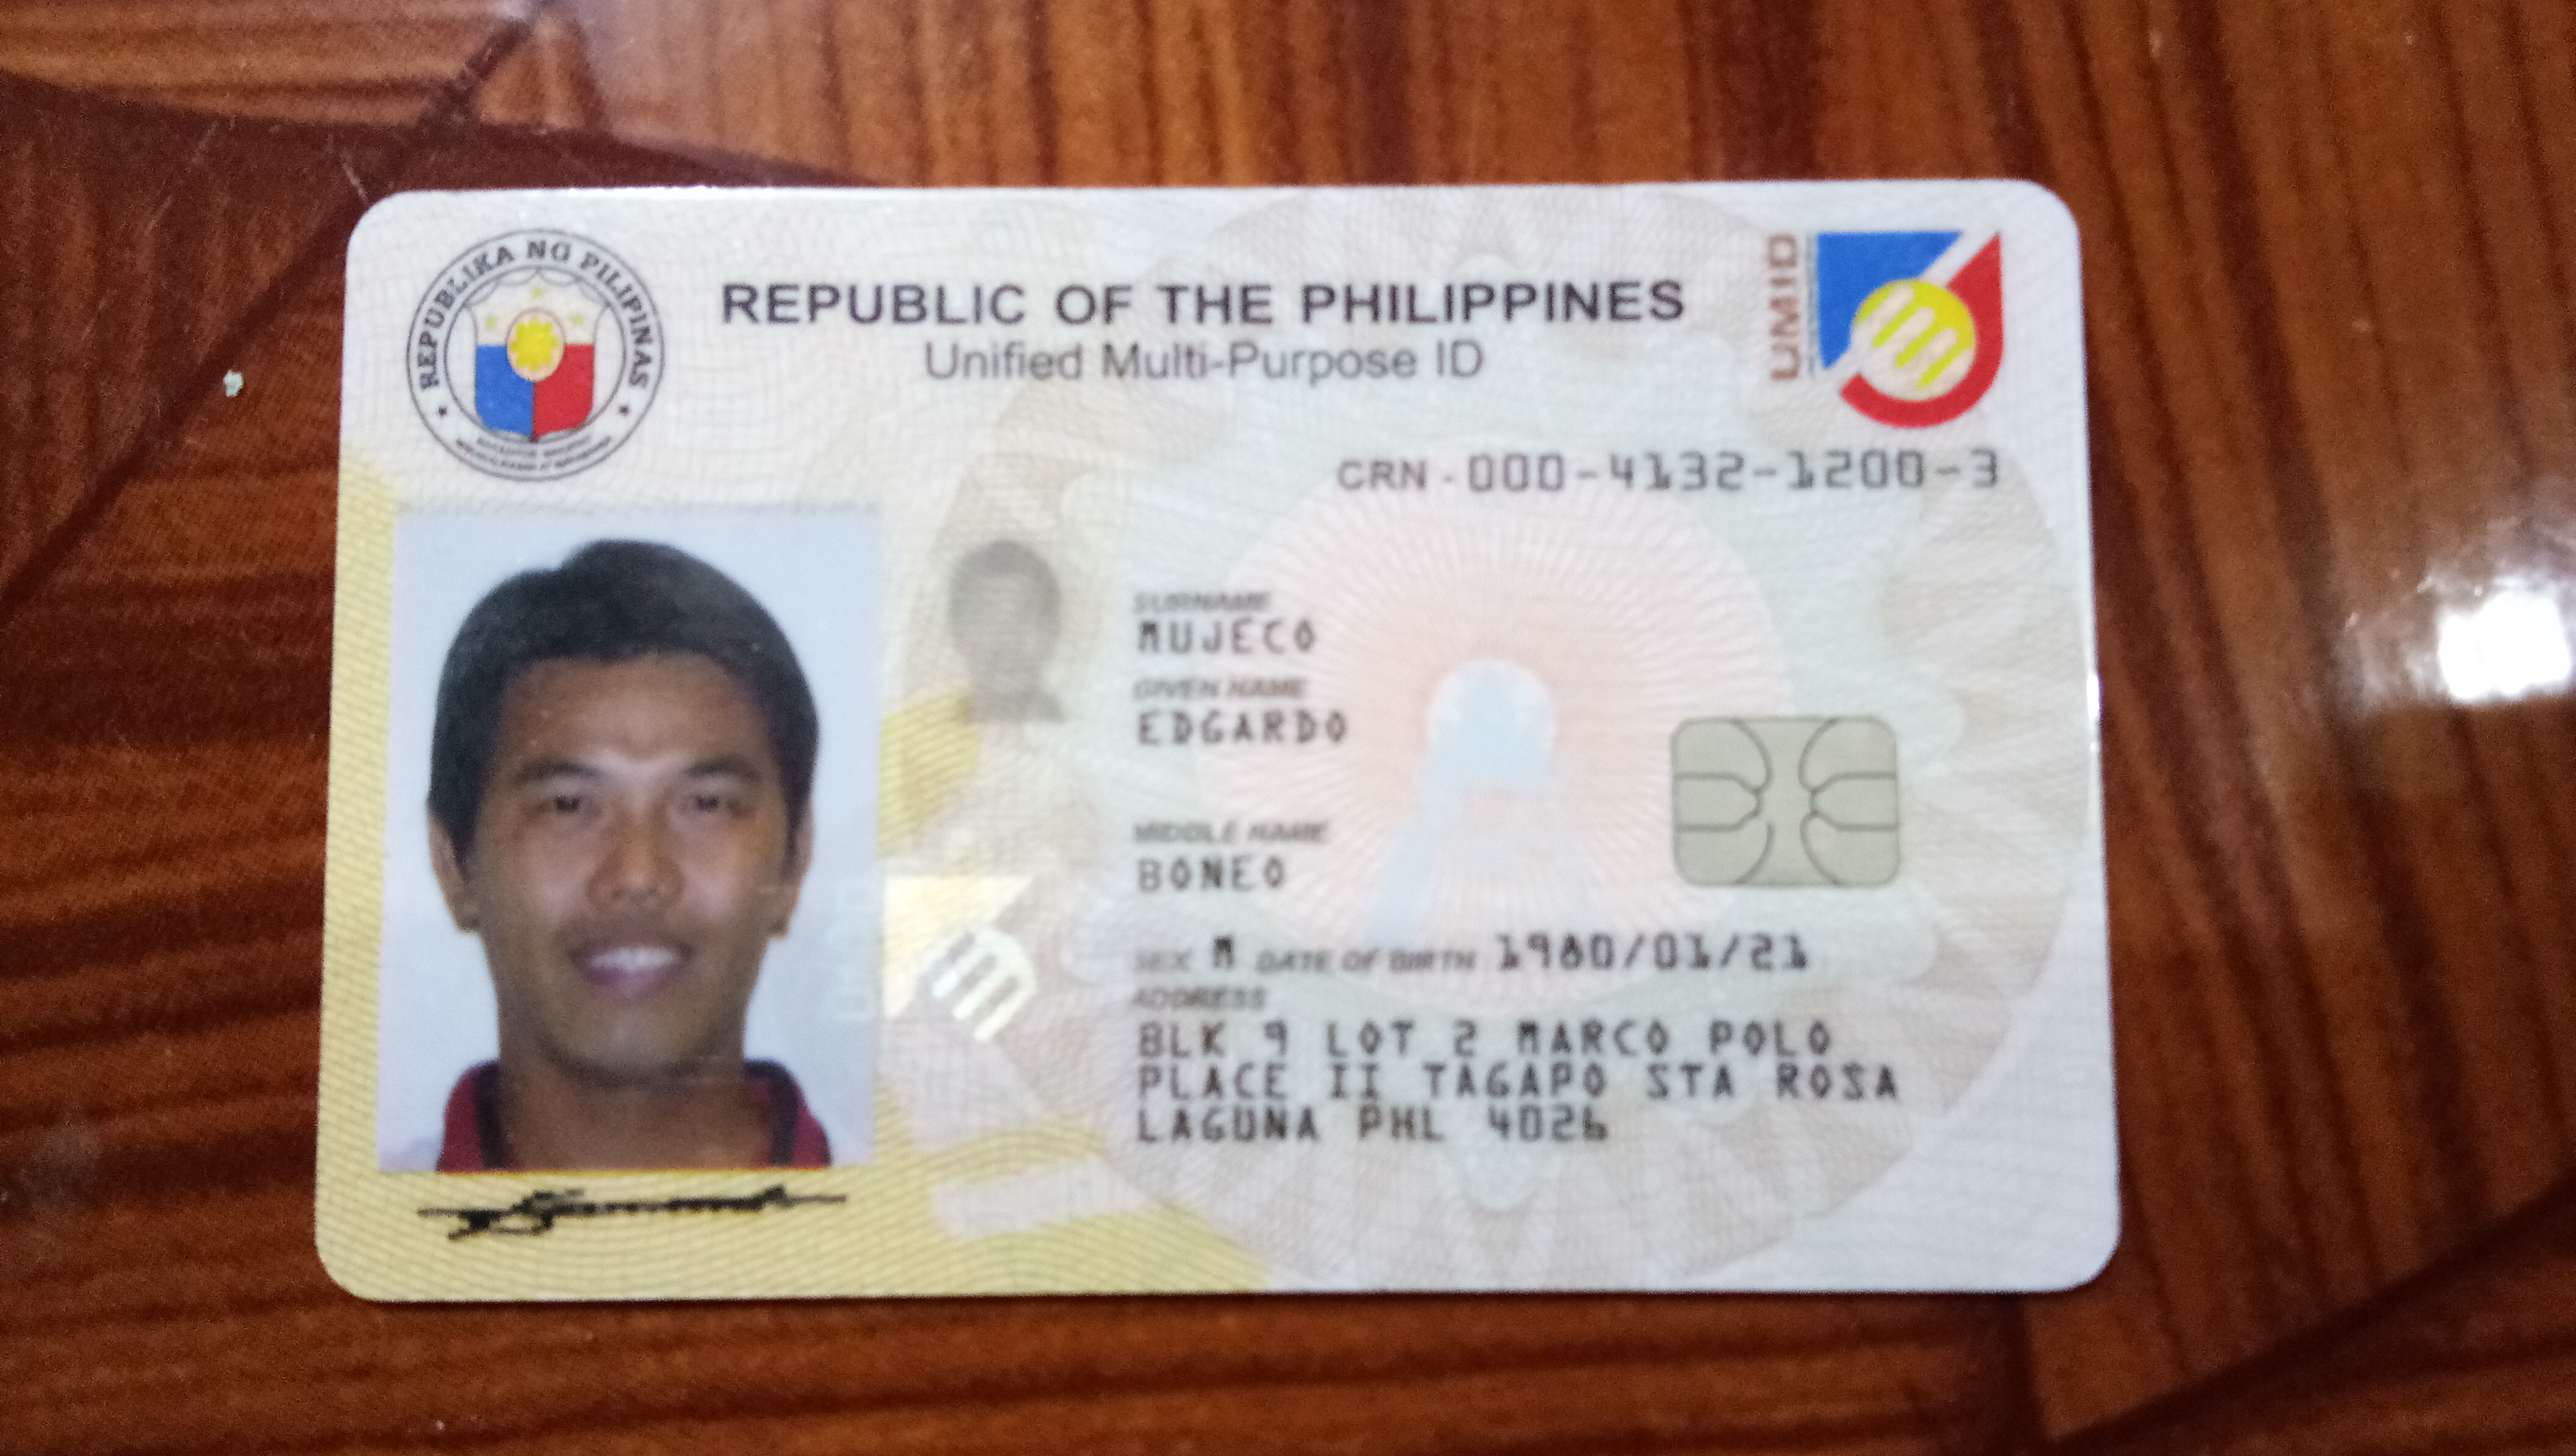 REPUBLIKA NG PILIPINAS
REPUBLIC OF THE PHILIPPINES
Unified Multi-Purpose ID
UMID
CRN - 000-4132-1200-3
SURNAME
MUJECO
GIVEN NAME
EDGARDO
MIDDLE NAME
BONEO
SEX M DATE OF BIRTH 1980/01/21
ADDRESS
BLK 9 LOT 2 MARCO POLO
PLACE II TAGAPO STA ROSA
LAGUNA PHL 4026